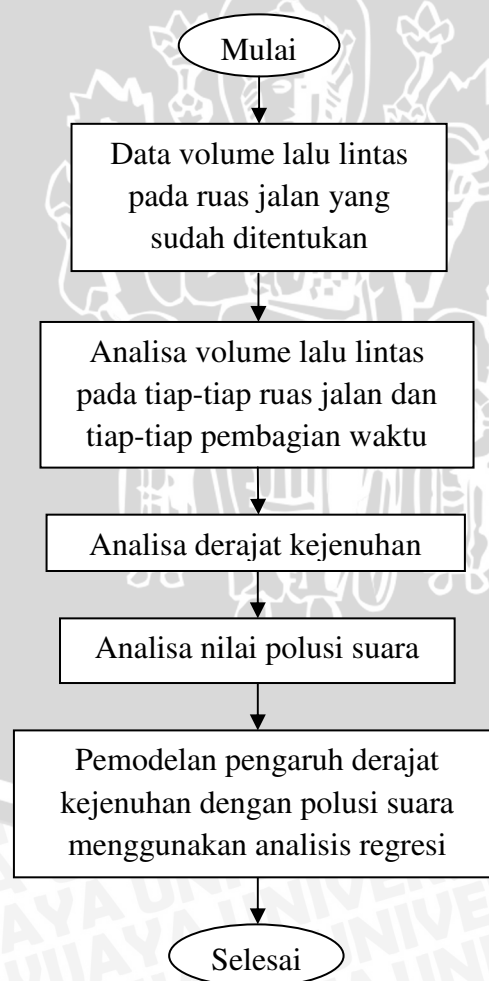 Mulai
Data volume lalu lintas
pada ruas jalan yang
sudah ditentukan
Analisa volume lalu lintas
pada tiap-tiap ruas jalan dan
tiap-tiap pembagian waktu
Analisa derajat kejenuhan
Analisa nilai polusi suara
Pemodelan pengaruh derajat
kejenuhan dengan polusi suara
menggunakan analisis regresi
Selesai